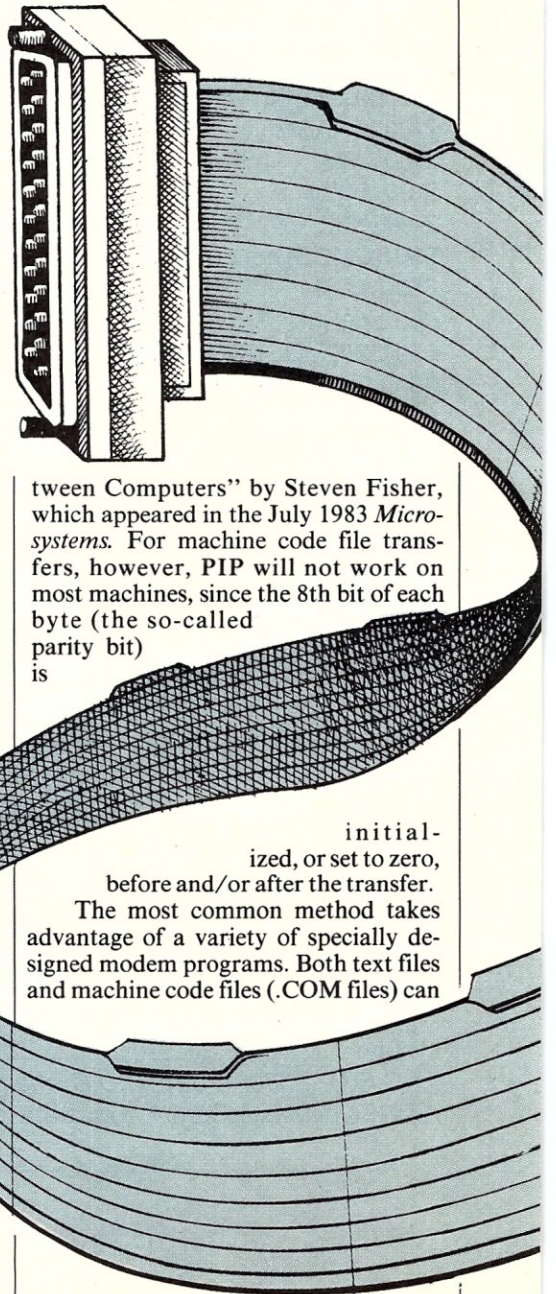 tween Computers" by Steven Fisher,
which appeared in the July 1983 Micro-
systems. For machine code file trans-
fers, however, PIP will not work on
most machines, since the 8th bit of each
byte (the so-called
parity bit)
is
initial-
ized, or set to zero,
before and/or after the transfer.
The most common method takes
advantage of a variety of specially de-
signed modem programs. Both text files
and machine code files (.COM files) can